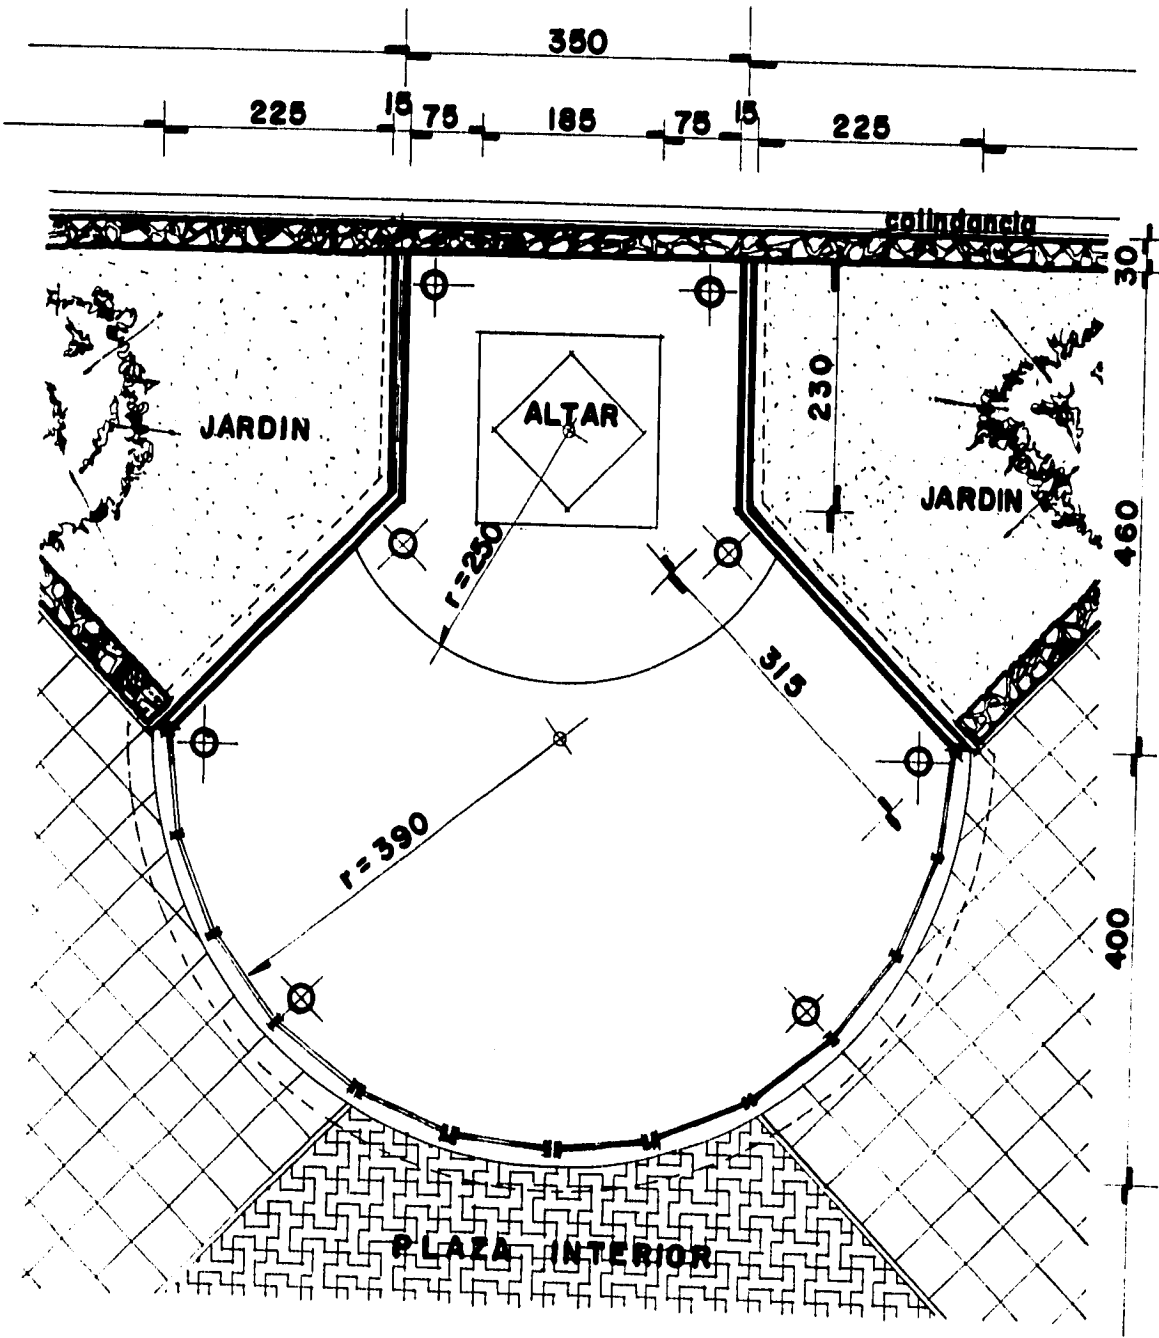 350
225 15 75 185 75 15 225
colindancia
30
230
ALTAR
JARDIN
JARDIN
460
r=250
315
r=390
400
PLAZA INTERIOR